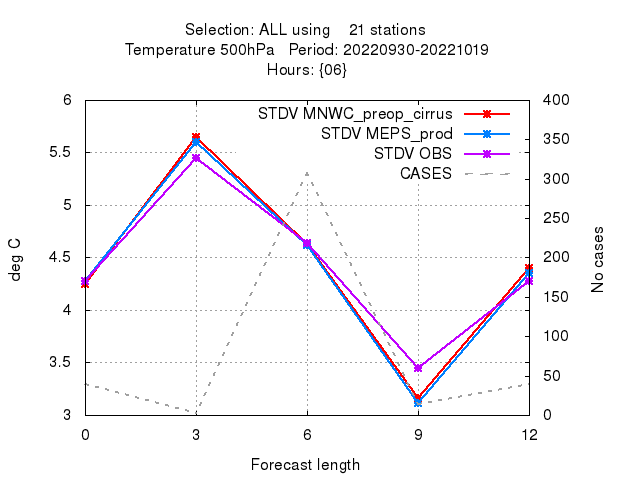 Selection: ALL using    21 stations
Temperature 500hPa   Period: 20220930-20221019
Hours: {06}
STDV MNWC_preop_cirrus
STDV MEPS_prod
STDV OBS
CASES
deg C
6
5.5
5
4.5
4
3.5
3
400
350
300
250
200
150
100
50
0
No cases
0 3 6 9 12
Forecast length